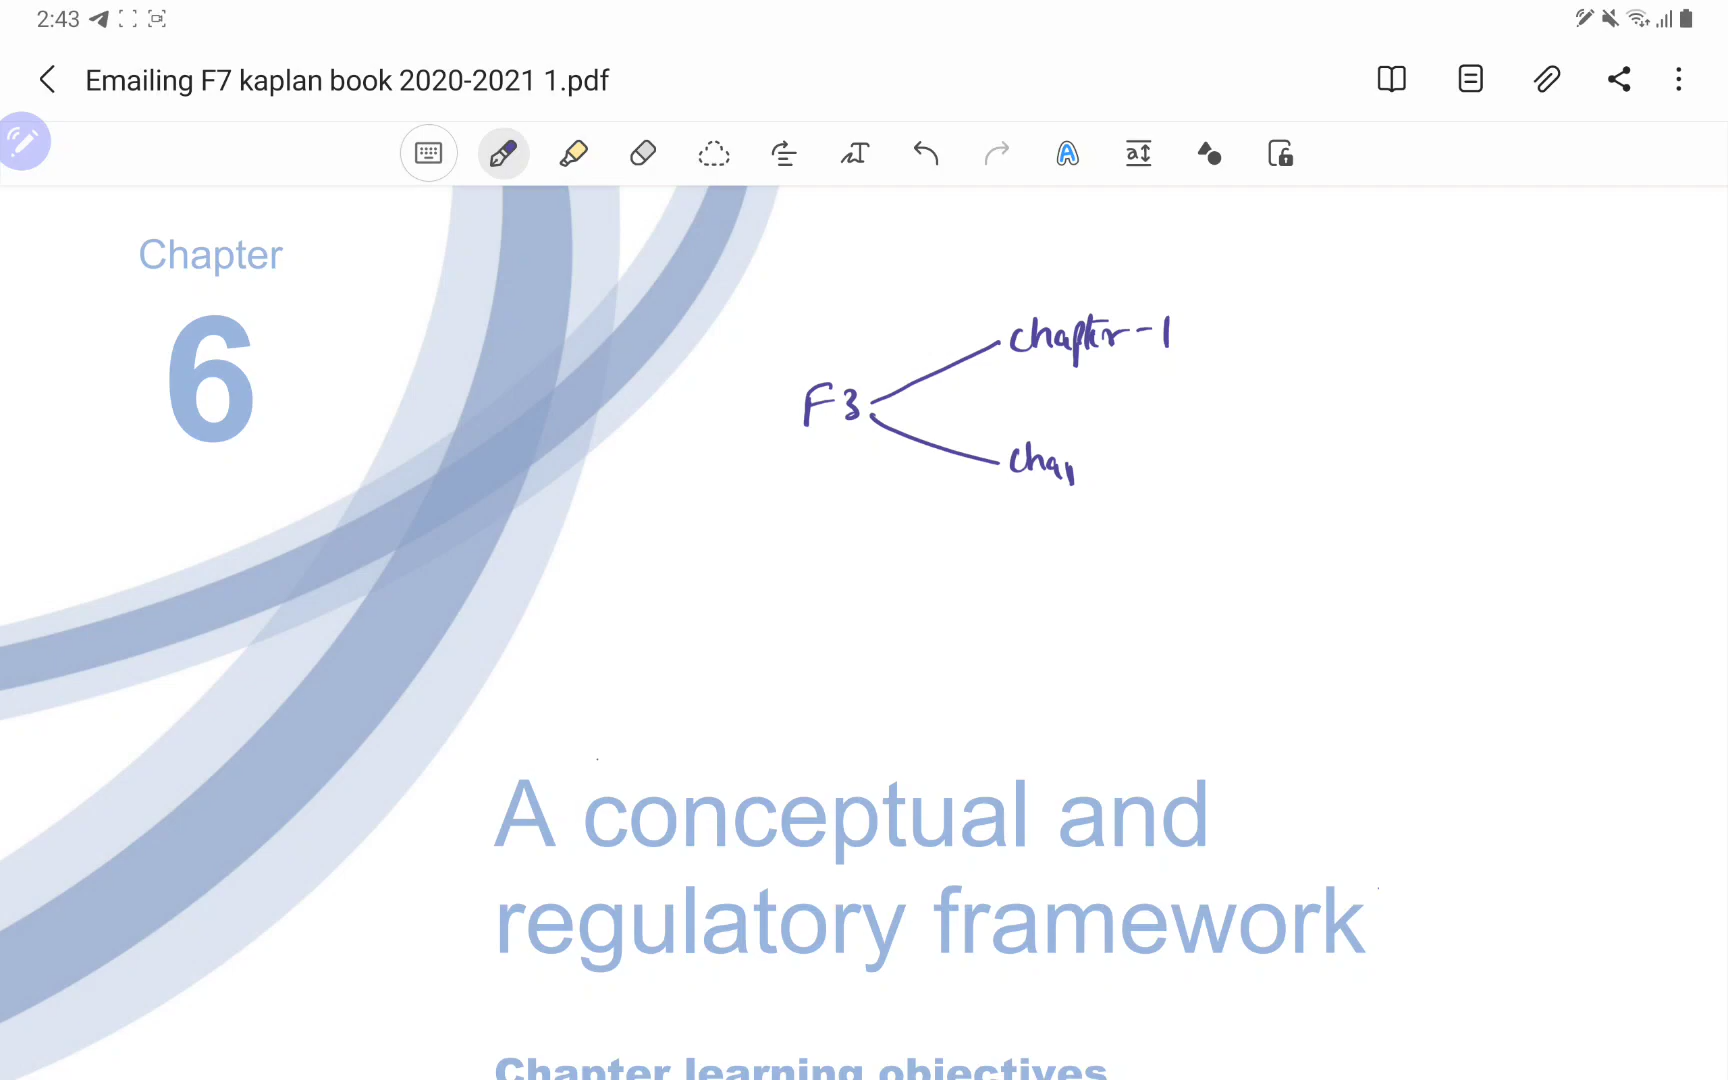 2:43
Emailing F7 kaplan book 2020-2021 1.pdf
Chapter
6
chapter-1
F3
chap
A conceptual and
regulatory framework
Chapter learning objectives